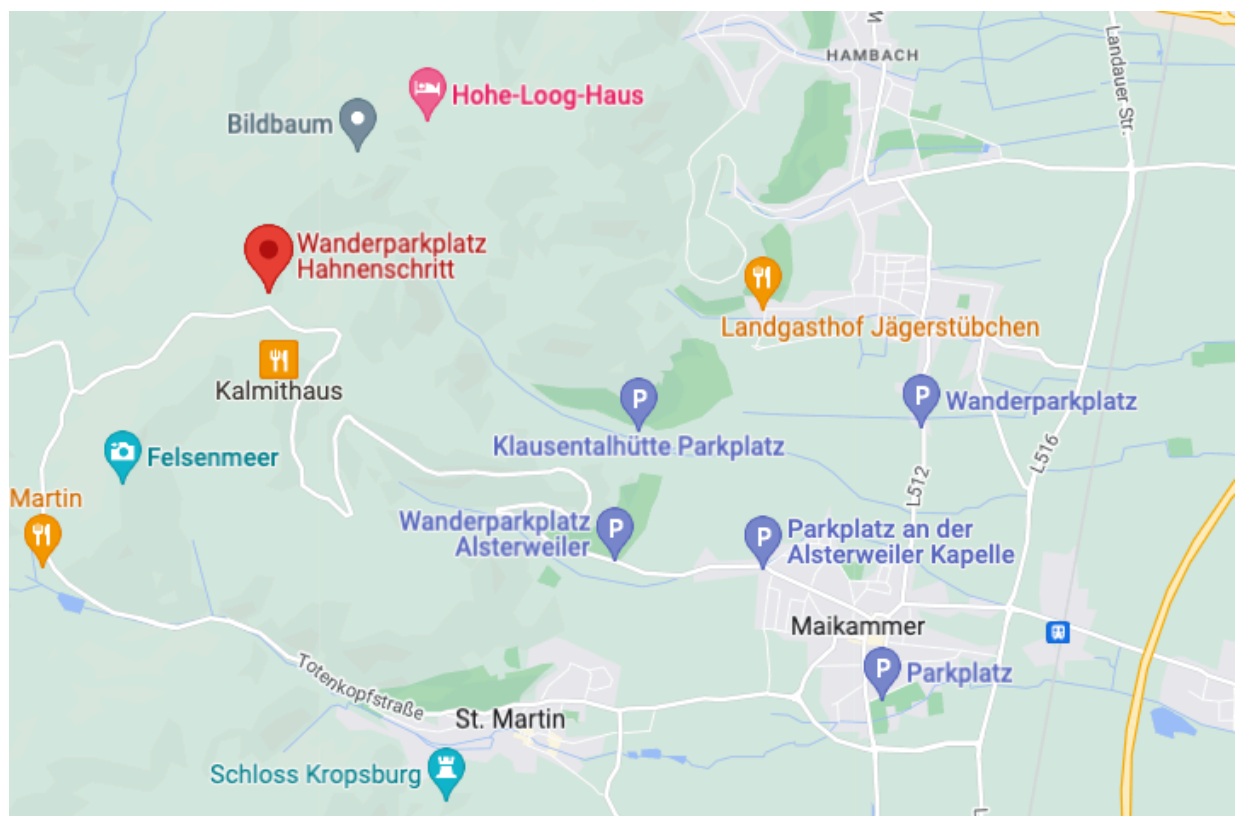 M
HAMBACH
Landauer Str.
Hohe-Loog-Haus
Bildbaum
Wanderparkplatz
Hahnenschritt
Landgasthof Jägerstübchen
Kalmithaus
Wanderparkplatz
Klausentalhütte Parkplatz
Felsenmeer
L516
L512
Martin
Wanderparkplatz
Alsterweiler
Parkplatz an der
Alsterweiler Kapelle
Maikammer
Parkplatz
Totenkopfstraße
St. Martin
Schloss Kropsburg
L
P
P
P
P
P